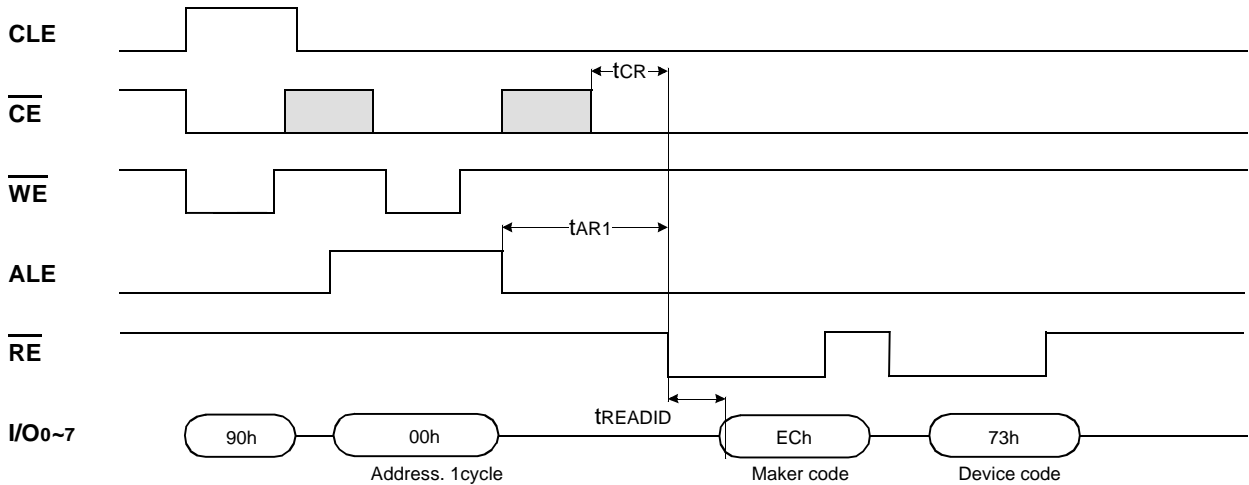 CLE
tCR
CE
WE
tAR1
ALE
RE
tREADID
I/O0~7
90h
00h
ECh
73h
Address. 1cycle
Maker code
Device code